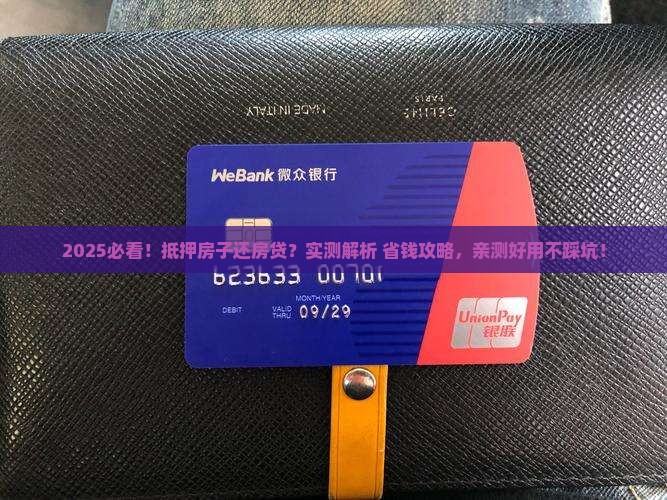 MADE IN ITALY
PARIS
WeBank 微众银行
2025必看！抵押房子还房贷？实测解析 省钱攻略，亲测好用不踩坑！
623633 0070
DEBIT
MONTH/YEAR
VALID THRU 09/29
UnionPay
银联